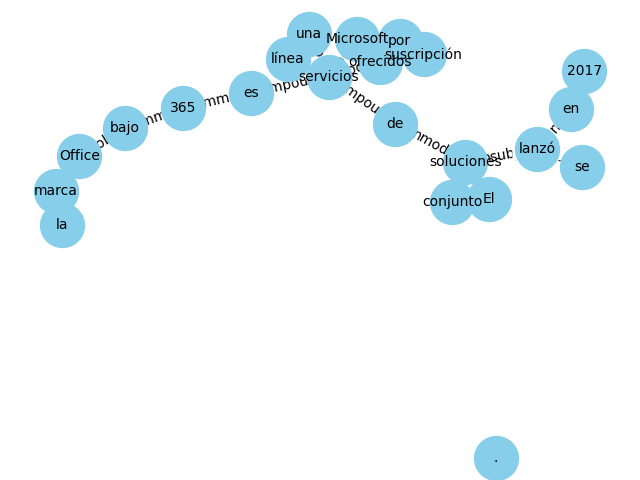 una
Microsoft
por
línea
ofrecidos
suscripción
servicios
2017
365
es
en
bajo
de
Office
lanzó
soluciones
se
marca
conjunto
El
la
.